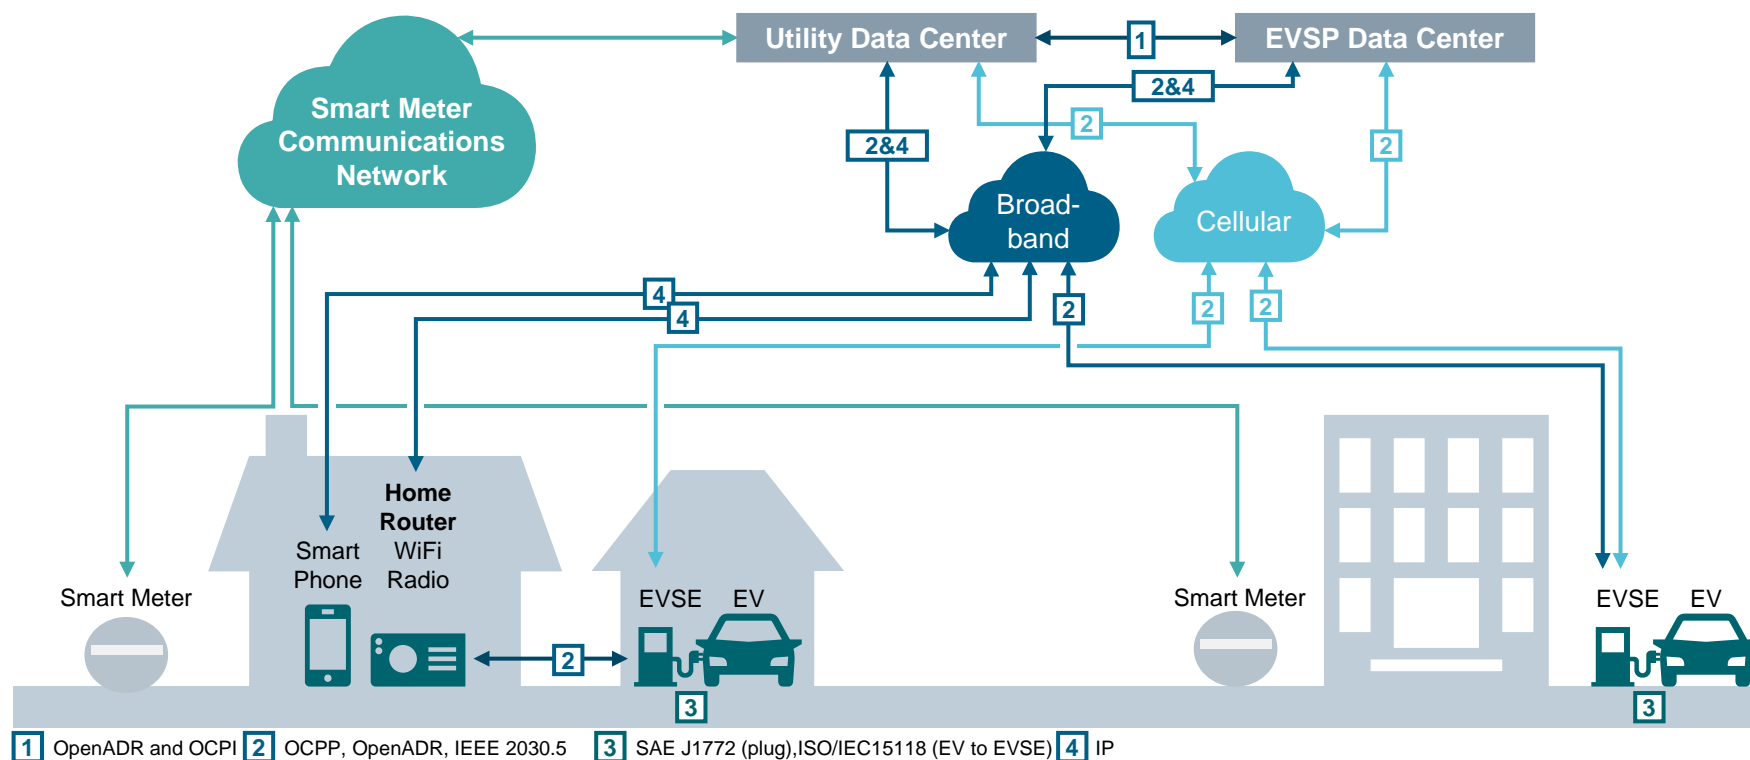 Utility Data Center
1
EVSP Data Center
Smart Meter
Communications
Network
2&4
2
2&4
2
Broad-
band
Cellular
4
4
2
2
2
Home
Router
WiFi
Radio
Smart
Phone
Smart Meter
EVSE
EV
Smart Meter
EVSE
EV
2
3
3
1 OpenADR and OCPI
2 OCPP, OpenADR, IEEE 2030.5
3 SAE J1772 (plug),ISO/IEC15118 (EV to EVSE)
4 IP